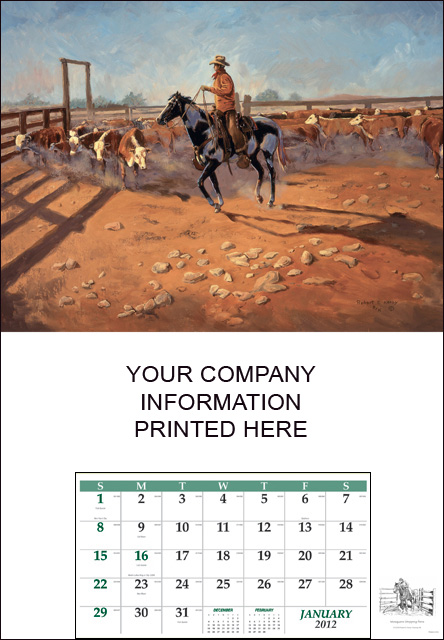 YOUR COMPANY
INFORMATION
PRINTED HERE
S M T W T F S
1 2 3 4 5 6 7
8 9 10 11 12 13 14
15 16 17 18 19 20 21
22 23 24 25 26 27 28
29 30 31 DECEMBER FEBRUARY JANUARY
2012